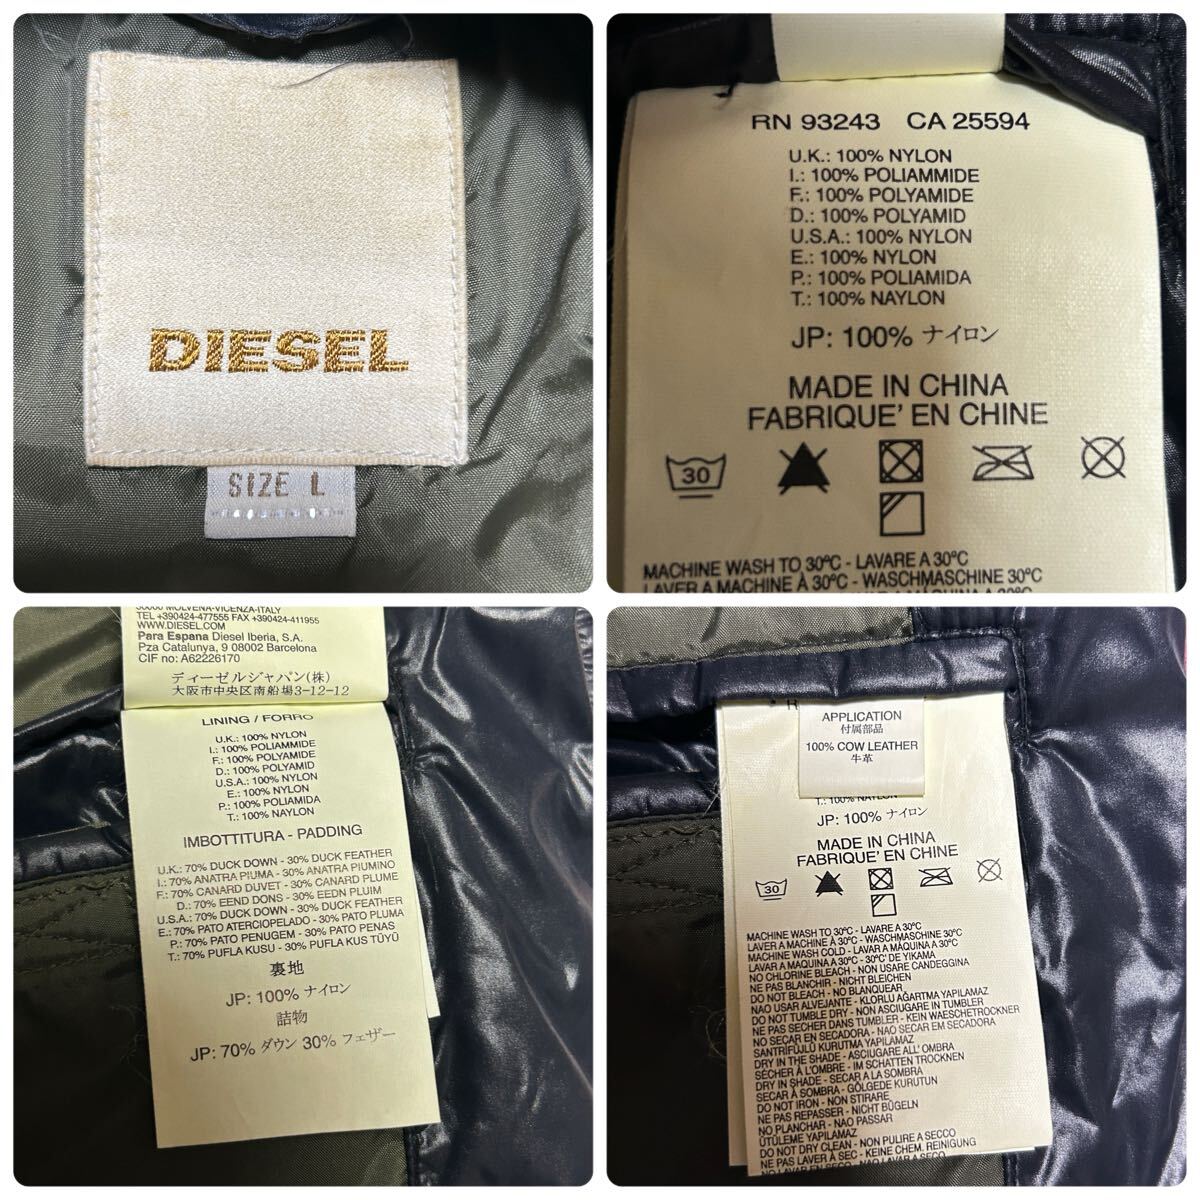 DIESEL
SIZE L
RN 93243 CA 25594
U.K.: 100% NYLON
I.: 100% POLIAMMIDE
F.: 100% POLYAMIDE
D.: 100% POLYAMID
U.S.A.: 100% NYLON
E.: 100% NYLON
P.: 100% POLIAMIDA
T.: 100% NAYLON
JP: 100% ナイロン
MADE IN CHINA
FABRIQUE' EN CHINE
30
MACHINE WASH TO 30°C - LAVARE A 30°C
LAVER A MACHINE À 30°C - WASCHMASCHINE 30°C
36060 MOLVENA-VICENZA-ITALY
TEL +390424-477555 FAX +390424-411955
WWW.DIESEL.COM
Para Espana Diesel Iberia, S.A.
Pza Catalunya, 9 08002 Barcelona
CIF no: A62226170
ディーゼルジャパン(株)
大阪市中央区南船場3-12-12
LINING / FORRO
U.K.: 100% NYLON
I.: 100% POLIAMMIDE
F.: 100% POLYAMIDE
D.: 100% POLYAMID
U.S.A.: 100% NYLON
E.: 100% NYLON
P.: 100% POLIAMIDA
T.: 100% NAYLON
IMBOTTITURA - PADDING
U.K.: 70% DUCK DOWN - 30% DUCK FEATHER
I.: 70% ANATRA PIUMA - 30% ANATRA PIUMINO
F.: 70% CANARD DUVET - 30% CANARD PLUME
D.: 70% EEND DONS - 30% EEDN PLUIM
U.S.A.: 70% DUCK DOWN - 30% DUCK FEATHER
E.: 70% PATO ATERCIOPELADO - 30% PATO PLUMA
P.: 70% PATO PENUGEM - 30% PATO PENAS
T.: 70% PUFLA KUSU - 30% PUFLA KUS TÜYÜ
裏地
JP: 100% ナイロン
詰物
JP: 70% ダウン 30% フェザー
R
APPLICATION
付属部品
100% COW LEATHER
牛革
T.: 100% NAYLON
JP: 100% ナイロン
MADE IN CHINA
FABRIQUE' EN CHINE
30
MACHINE WASH TO 30°C - LAVARE A 30°C
LAVER A MACHINE À 30°C - WASCHMASCHINE 30°C
MACHINE WASH COLD - LAVAR A MÁQUINA A 30°C
LAVAR A MAQUINA A 30°C - 30°C' DE YIKAMA
NO CHLORINE BLEACH - NON USARE CANDEGGINA
NE PAS BLANCHIR - NICHT BLEICHEN
DO NOT BLEACH - NO BLANQUEAR
NAO USAR ALVEJANTE - KLORLU AĞARTMA YAPILAMAZ
DO NOT TUMBLE DRY - NON ASCIUGARE IN TUMBLER
NE PAS SECHER DANS TUMBLER - KEIN WAESCHETROCKNER
NO SECAR EN SECADORA - NAO SECAR EM SECADORA
SANTRİFÜJLÜ KURUTMA YAPILAMAZ
DRY IN THE SHADE - ASCIUGARE ALL' OMBRA
SÉCHER À L'OMBRE - IM SCHATTEN TROCKNEN
DRY IN SHADE - SECAR A LA SOMBRA
SECAR A SOMBRA - GÖLGEDE KURUTUN
DO NOT IRON - NON STIRARE
NE PAS REPASSER - NICHT BÜGELN
NO PLANCHAR - NAO PASSAR
ÜTÜLEME YAPILAMAZ
DO NOT DRY CLEAN - NON PULIRE A SECCO
NE PAS LAVER À SEC - KEINE CHEM. REINIGUNG
NO LAVAR EN SECO - NAO LAVAR A SECO